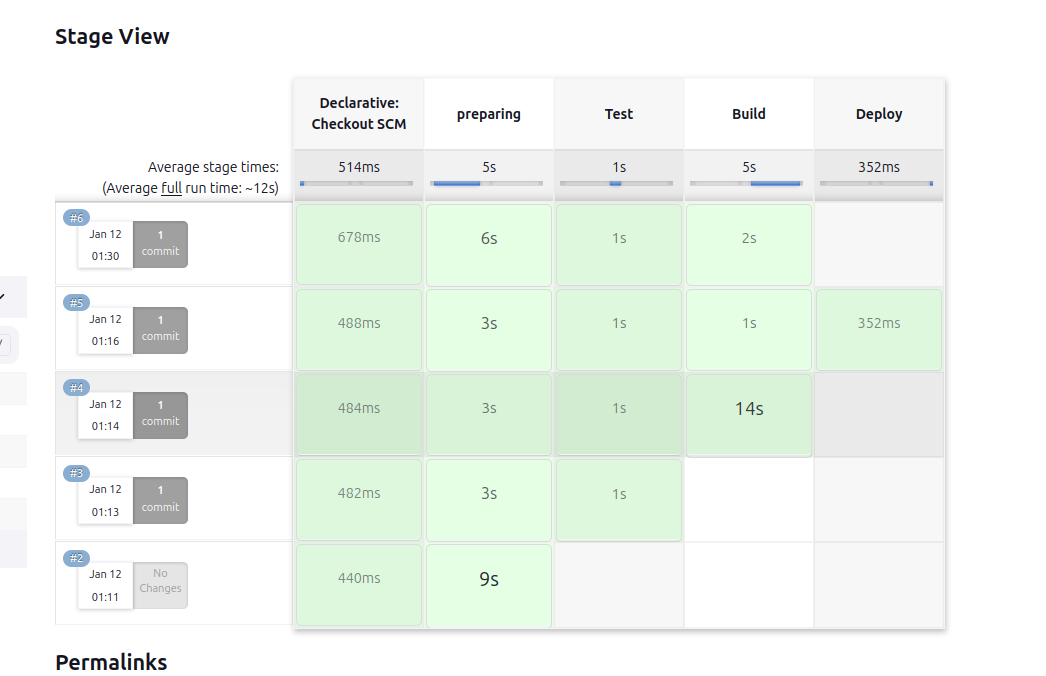 Stage View
Declarative: Checkout SCM
preparing
Test
Build
Deploy
Average stage times:
(Average full run time: ~12s)
514ms
5s
1s
5s
352ms
#6
Jan 12
01:30
1
commit
678ms
6s
1s
2s
#5
Jan 12
01:16
1
commit
488ms
3s
1s
1s
352ms
#4
Jan 12
01:14
1
commit
484ms
3s
1s
14s
#3
Jan 12
01:13
1
commit
482ms
3s
1s
#2
Jan 12
01:11
No
Changes
440ms
9s
Permalinks